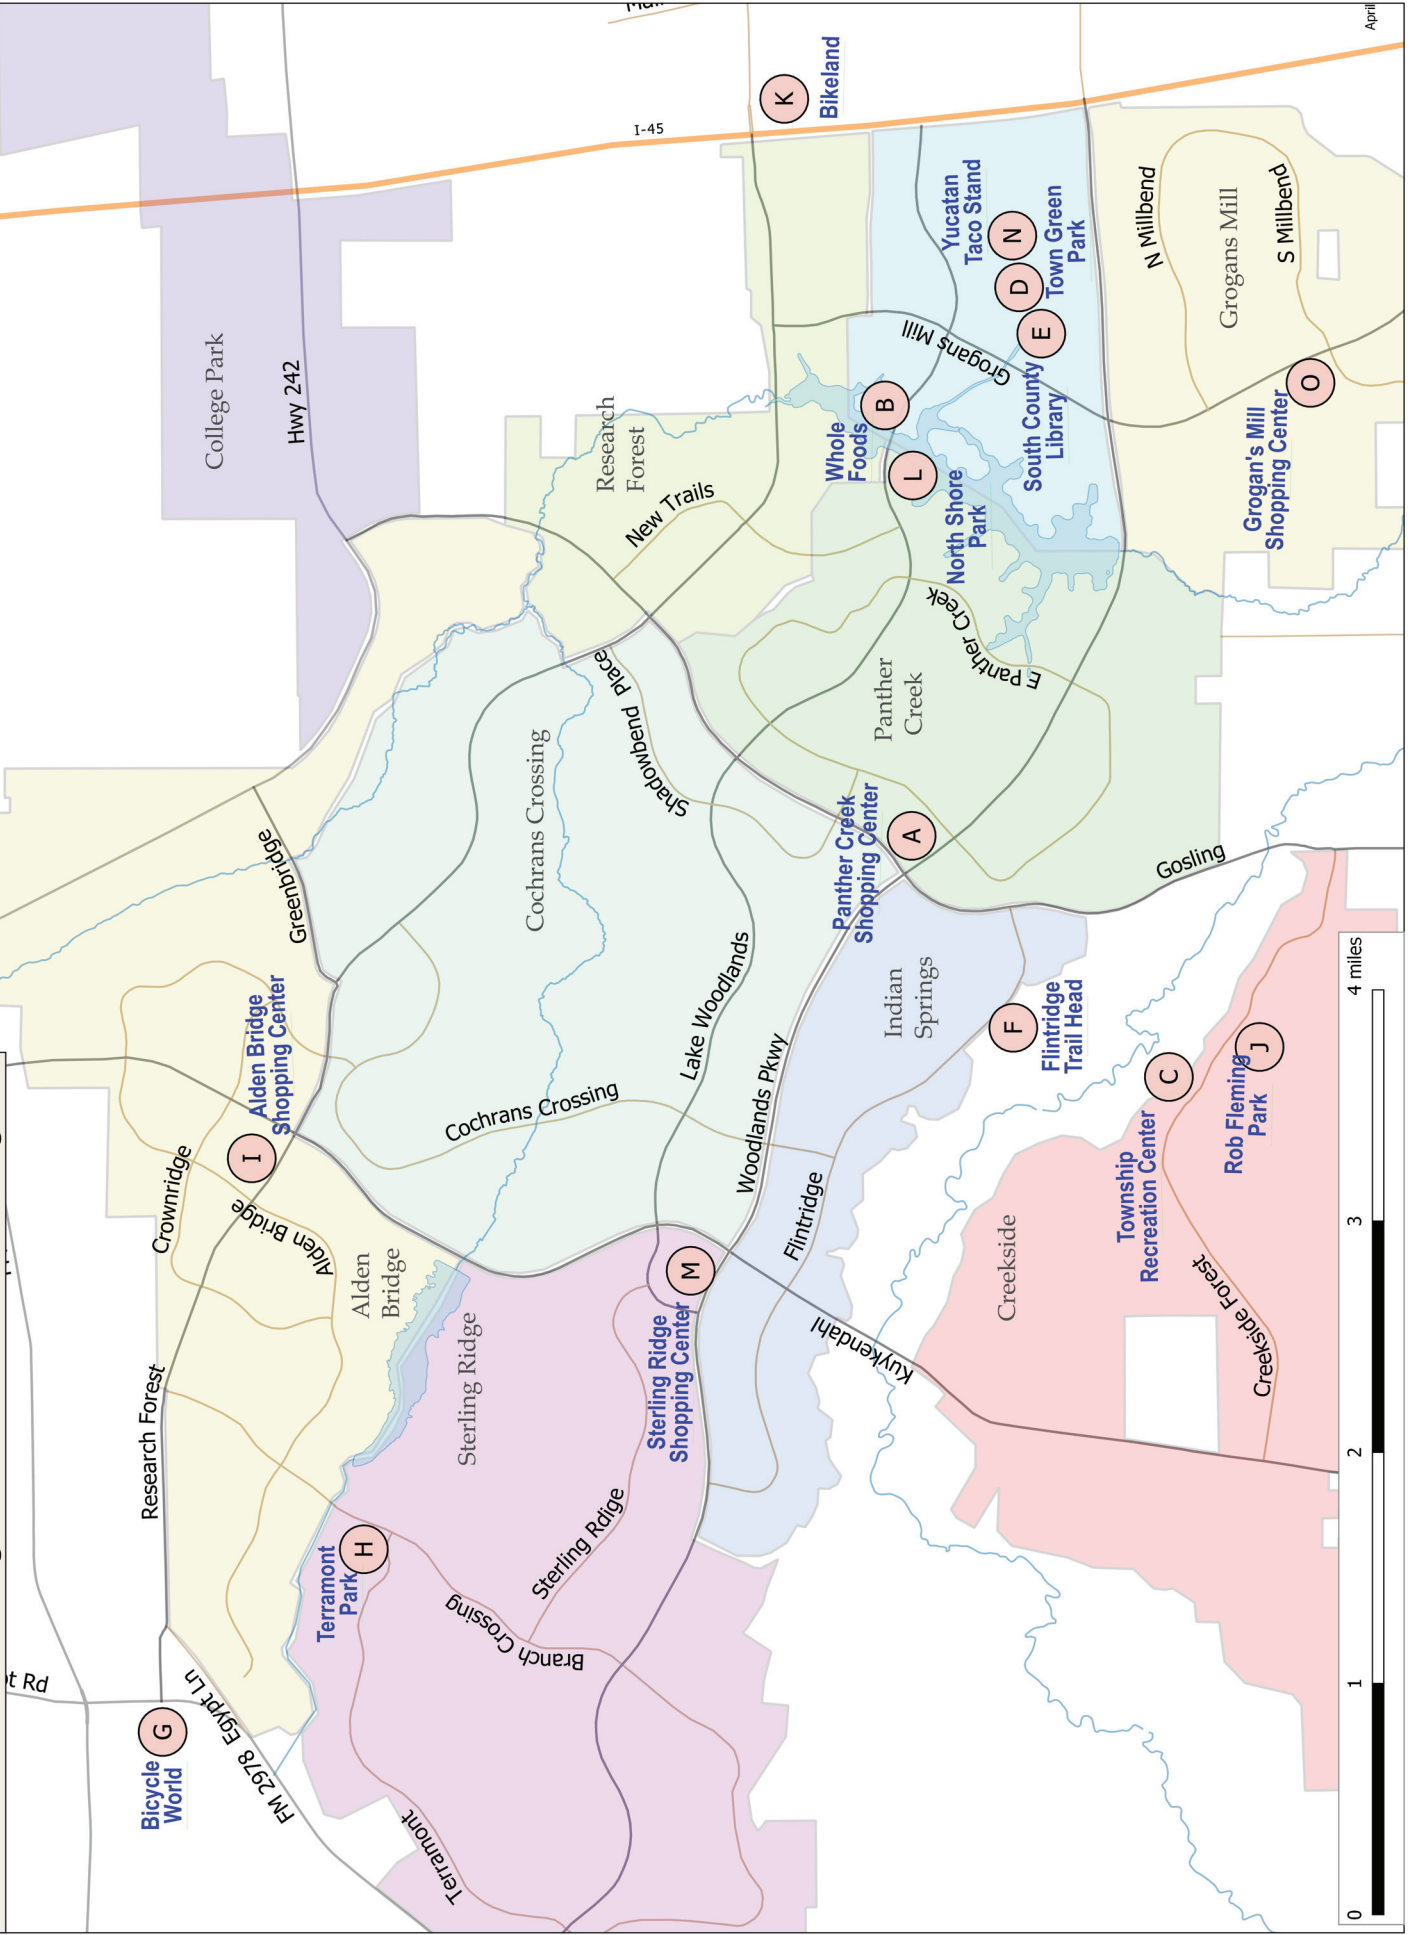 t Rd
Bicycle
World
G
FM 2978 Egypt Ln
Research Forest
Crownridge
I
Alden Bridge
Shopping Center
Alden Bridge
Greenbridge
College Park
Hwy 242
Terramont
Park
H
Alden
Bridge
Terramont
Branch Crossing
Sterling Ridge
Sterling Rdige
Cochrans Crossing
Cochrans Crossing
Shadowbend Place
Research
Forest
New Trails
I-45
Sterling Ridge
Shopping Center
M
Lake Woodlands
Woodlands Pkwy
Flintridge
Kuykendahl
K
Bikeland
Panther Creek
Shopping Center
A
Panther
Creek
E Panther Creek
Whole
Foods
B
L
North Shore
Park
Grogans Mill
Yucatan
Taco Stand
N
D
Town Green
Park
E
South County
Library
Indian
Springs
F
Flintridge
Trail Head
Gosling
Creekside
Township
Recreation Center
C
Rob Fleming
Park
J
Creekside Forest
N Millbend
Grogans Mill
S Millbend
Grogan's Mill
Shopping Center
O
0
1
2
3
4 miles
April